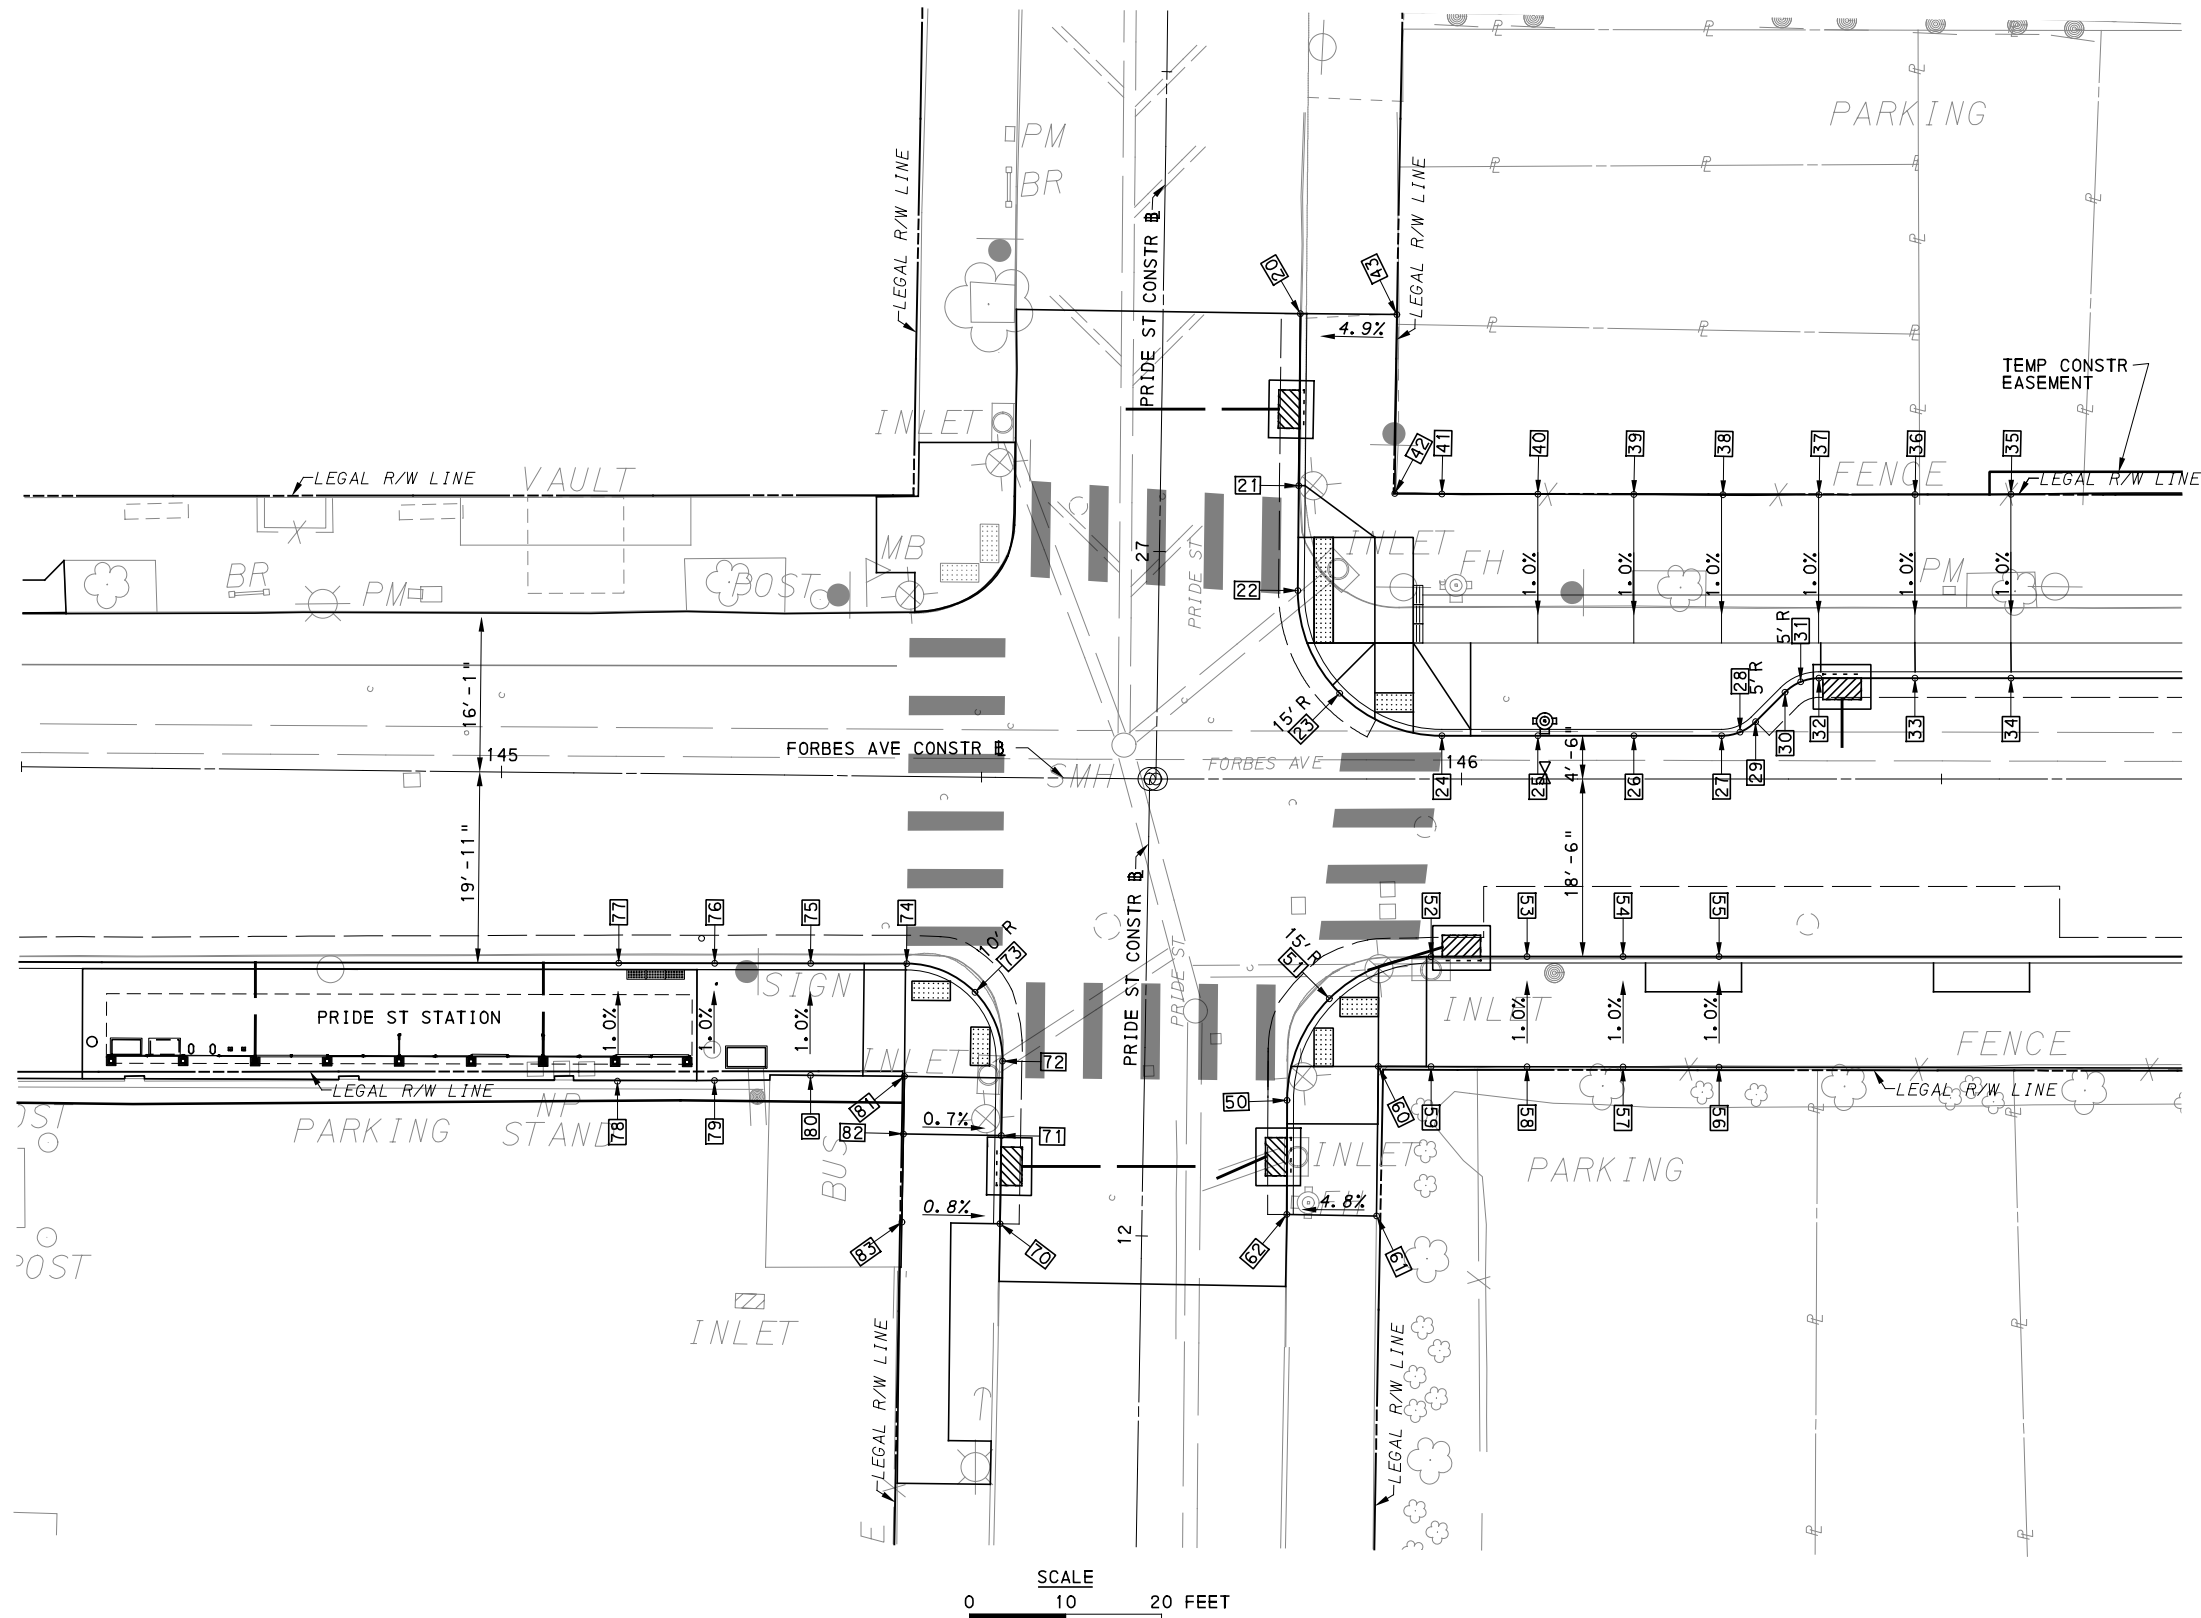 PARKING
PM
BR
LEGAL R/W LINE
PRIDE ST CONSTR B
LEGAL R/W LINE
20
43
4.9%
TEMP CONSTR
EASEMENT
INLET
LEGAL R/W LINE
VAULT
21
42
41
40
39
38
37
36
35
FENCE
LEGAL R/W LINE
27
PRIDE ST
MB
INLET
FH
BR
PM
POST
22
1.0%
1.0%
1.0%
1.0%
1.0%
1.0%
PM
16'-1"
15' R
23
28
5' R
5' R
31
145
FORBES AVE CONSTR B
SMH
FORBES AVE
146
24
25
4'-6"
26
27
29
30
32
33
34
19'-11"
18'-6"
77
76
75
74
10' R
73
PRIDE ST CONSTR B
PRIDE ST
15' R
51
52
53
54
55
SIGN
PRIDE ST STATION
1.0%
1.0%
1.0%
INLET
72
INLET
1.0%
1.0%
1.0%
FENCE
LEGAL R/W LINE
LEGAL R/W LINE
PARKING
NP
STAND
78
79
80
81
82
0.7%
71
50
60
59
58
57
56
BUS
INLET
PARKING
0.8%
FH
4.8%
83
70
12
62
61
POST
INLET
LEGAL R/W LINE
LEGAL R/W LINE
E
SCALE
0 10 20 FEET